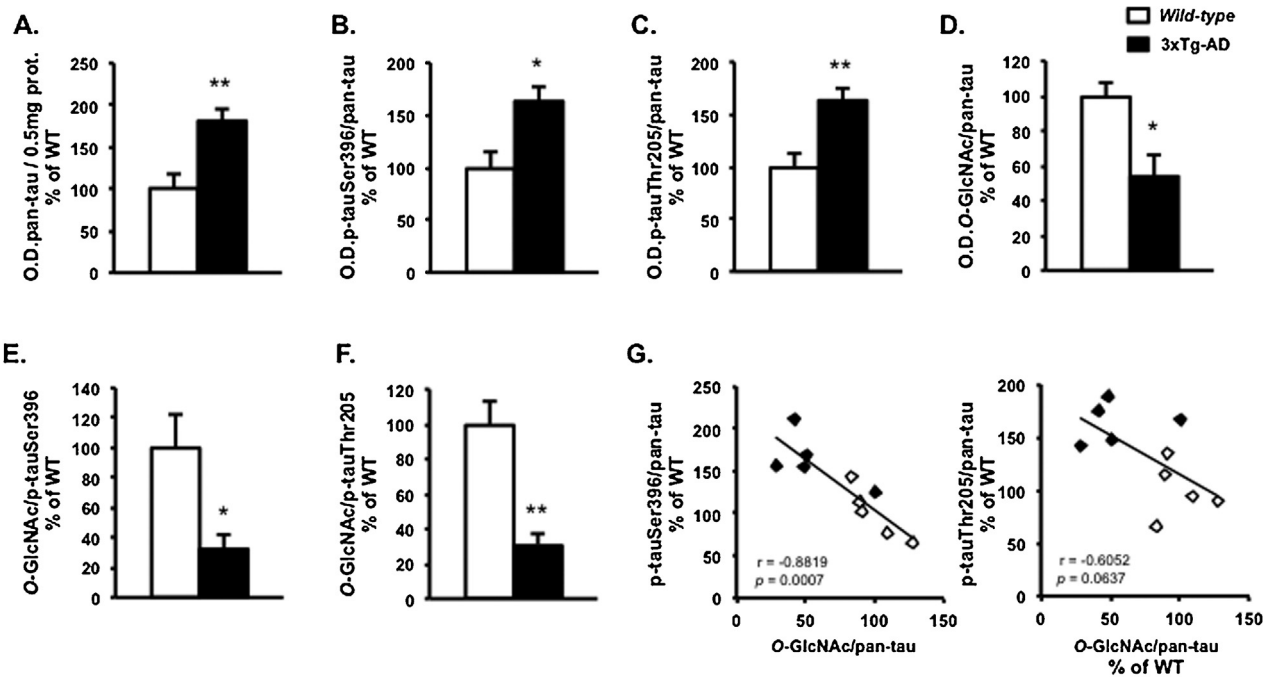 A.
B.
C.
D.
Wild-type
3xTg-AD
O.D.pan-tau / 0.5mg prot.
% of WT
250
200
150
100
50
0
**
O.D.p-tauSer396/pan-tau
% of WT
200
150
100
50
0
*
O.D.p-tauThr205/pan-tau
% of WT
200
150
100
50
0
**
O.D.O-GlcNAc/pan-tau
% of WT
120
100
80
60
40
20
0
*
E.
F.
G.
O-GlcNAc/p-tauSer396
% of WT
140
120
100
80
60
40
20
0
*
O-GlcNAc/p-tauThr205
% of WT
120
100
80
60
40
20
0
**
p-tauSer396/pan-tau
% of WT
250
200
150
100
50
0
r = -0.8819
p = 0.0007
0 50 100 150
O-GlcNAc/pan-tau
p-tauThr205/pan-tau
% of WT
200
150
100
50
0
r = -0.6052
p = 0.0637
0 50 100 150
O-GlcNAc/pan-tau
% of WT